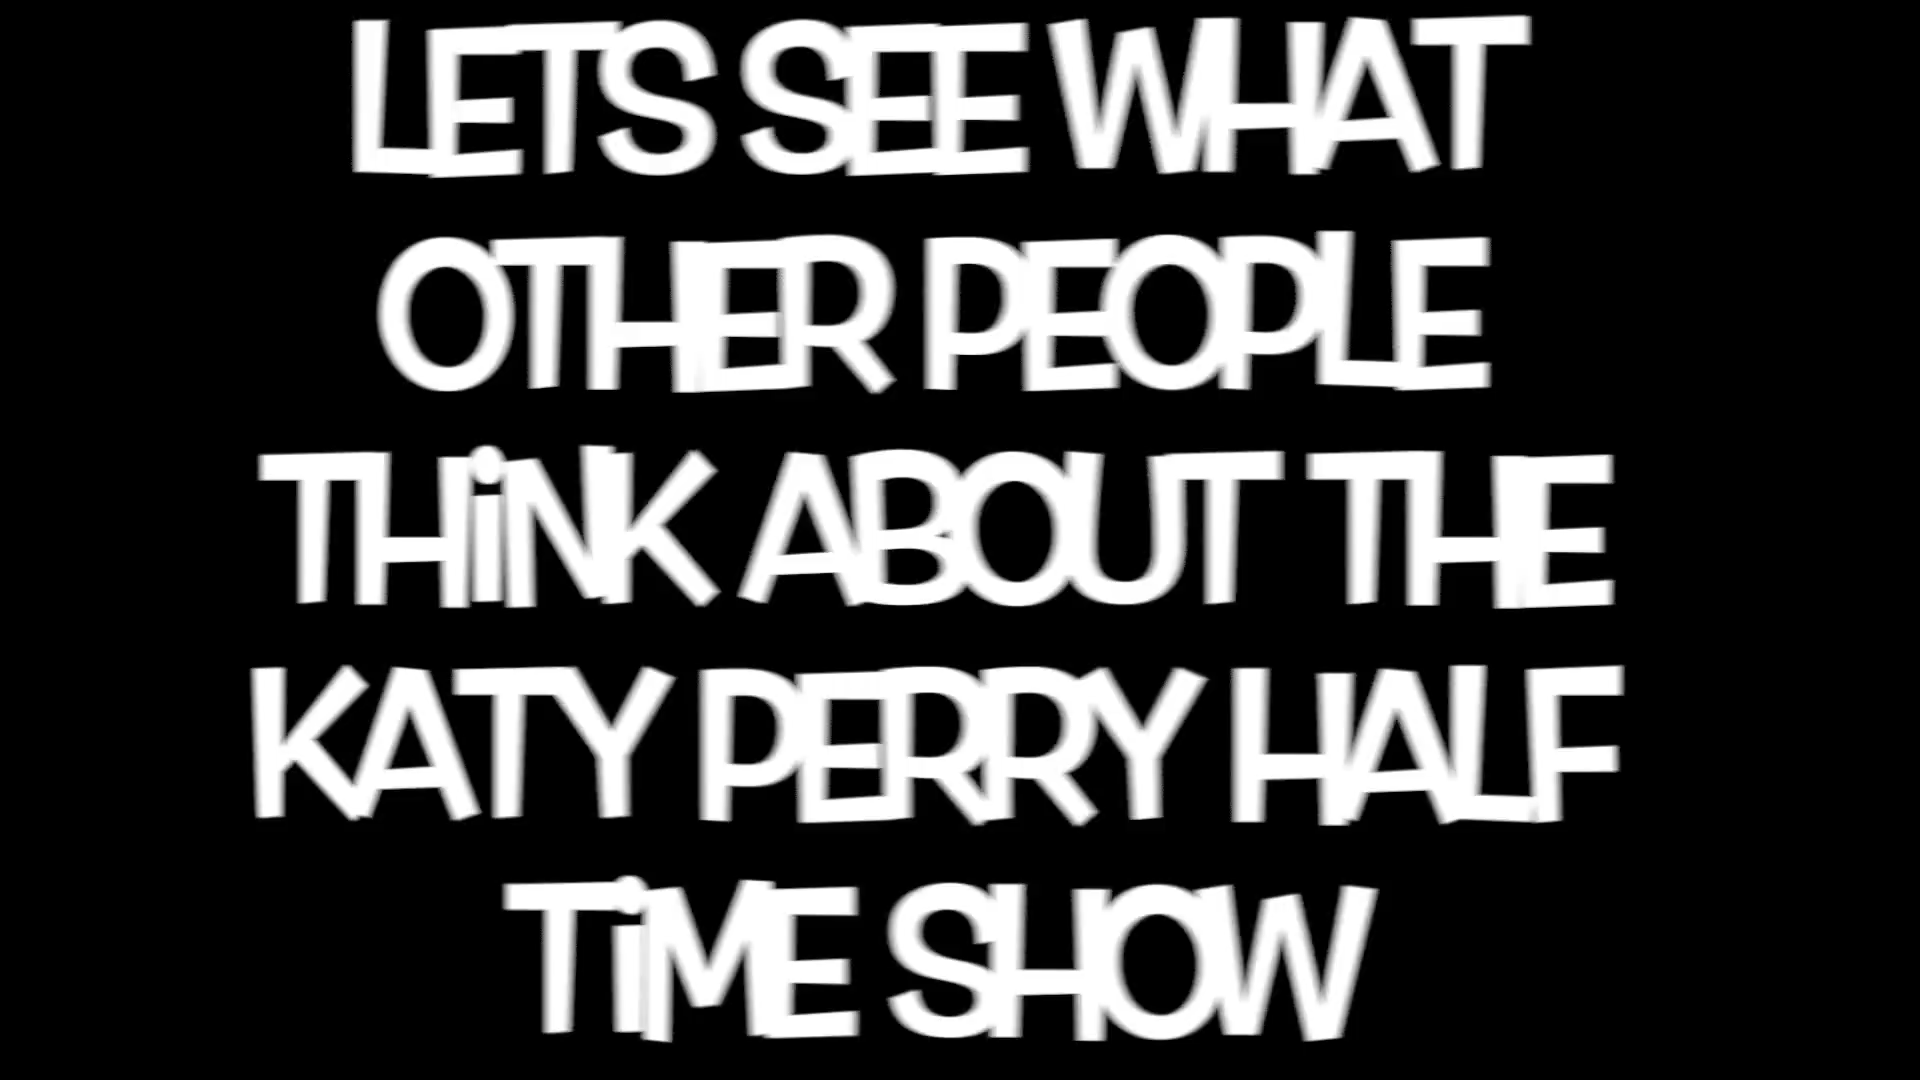 LETS SEE WHAT
OTHER PEOPLE
THiNK ABOUT THE
KATY PERRY HALF
TiME SHOW